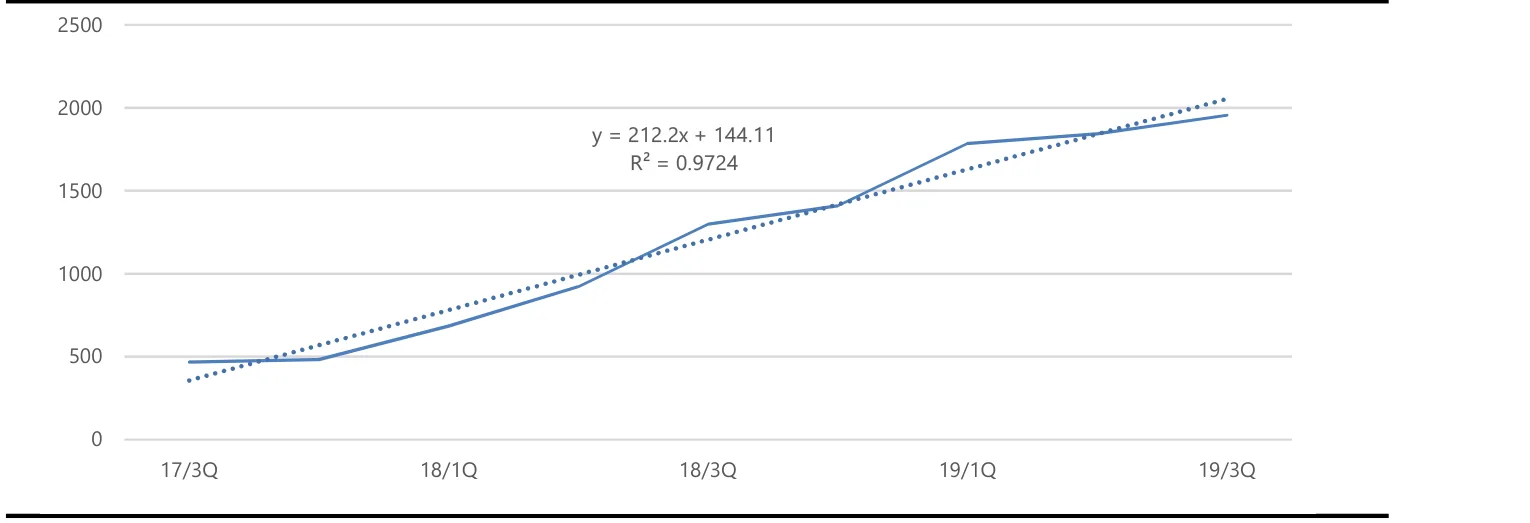 2500
2000
y = 212.2x + 144.11
R² = 0.9724
1500
1000
500
0
17/3Q 18/1Q 18/3Q 19/1Q 19/3Q